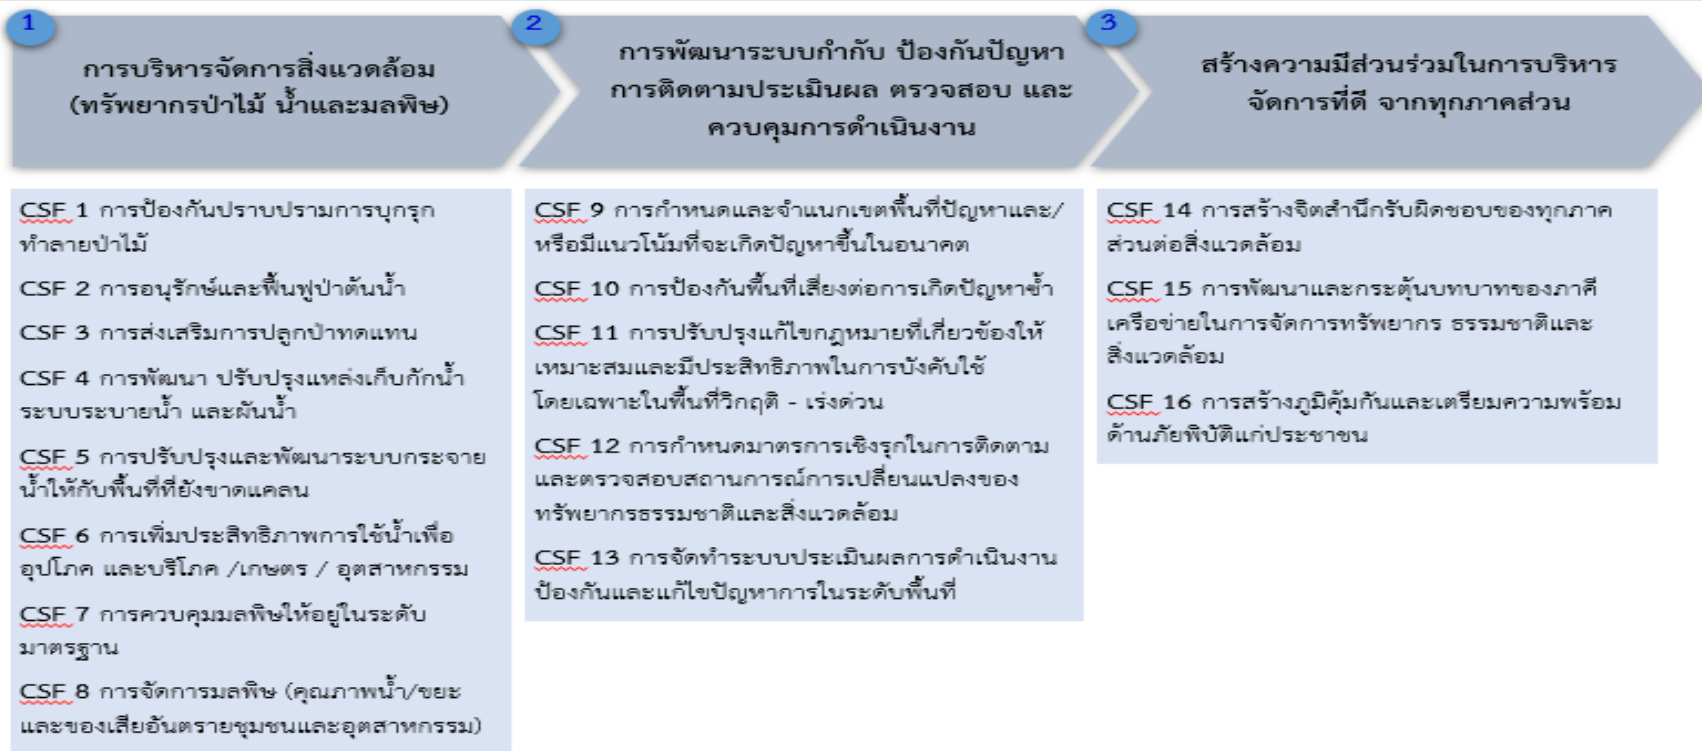 1
การบริหารจัดการสิ่งแวดล้อม
(ทรัพยากรป่าไม้ น้ำและมลพิษ)
2
การพัฒนาระบบกำกับ ป้องกันปัญหา
การติดตามประเมินผล ตรวจสอบ และ
ควบคุมการดำเนินงาน
3
สร้างความมีส่วนร่วมในการบริหาร
จัดการที่ดี จากทุกภาคส่วน
CSF 1 การป้องกันปราบปรามการบุกรุก
ทำลายป่าไม้
CSF 2 การอนุรักษ์และฟื้นฟูป่าต้นน้ำ
CSF 3 การส่งเสริมการปลูกป่าทดแทน
CSF 4 การพัฒนา ปรับปรุงแหล่งเก็บกักน้ำ
ระบบระบายน้ำ และผันน้ำ
CSF 5 การปรับปรุงและพัฒนาระบบกระจาย
น้ำให้กับพื้นที่ที่ยังขาดแคลน
CSF 6 การเพิ่มประสิทธิภาพการใช้น้ำเพื่อ
อุปโภค และบริโภค /เกษตร / อุตสาหกรรม
CSF 7 การควบคุมมลพิษให้อยู่ในระดับ
มาตรฐาน
CSF 8 การจัดการมลพิษ (คุณภาพน้ำ/ขยะ
และของเสียอันตรายชุมชนและอุตสาหกรรม)
CSF 9 การกำหนดและจำแนกเขตพื้นที่ปัญหาและ/
หรือมีแนวโน้มที่จะเกิดปัญหาขึ้นในอนาคต
CSF 10 การป้องกันพื้นที่เสี่ยงต่อการเกิดปัญหาซ้ำ
CSF 11 การปรับปรุงแก้ไขกฎหมายที่เกี่ยวข้องให้
เหมาะสมและมีประสิทธิภาพในการบังคับใช้
โดยเฉพาะในพื้นที่วิกฤติ - เร่งด่วน
CSF 12 การกำหนดมาตรการเชิงรุกในการติดตาม
และตรวจสอบสถานการณ์การเปลี่ยนแปลงของ
ทรัพยากรธรรมชาติและสิ่งแวดล้อม
CSF 13 การจัดทำระบบประเมินผลการดำเนินงาน
ป้องกันและแก้ไขปัญหาการในระดับพื้นที่
CSF 14 การสร้างจิตสำนึกรับผิดชอบของทุกภาค
ส่วนต่อสิ่งแวดล้อม
CSF 15 การพัฒนาและกระตุ้นบทบาทของภาคี
เครือข่ายในการจัดการทรัพยากร ธรรมชาติและ
สิ่งแวดล้อม
CSF 16 การสร้างภูมิคุ้มกันและเตรียมความพร้อม
ด้านภัยพิบัติแก่ประชาชน